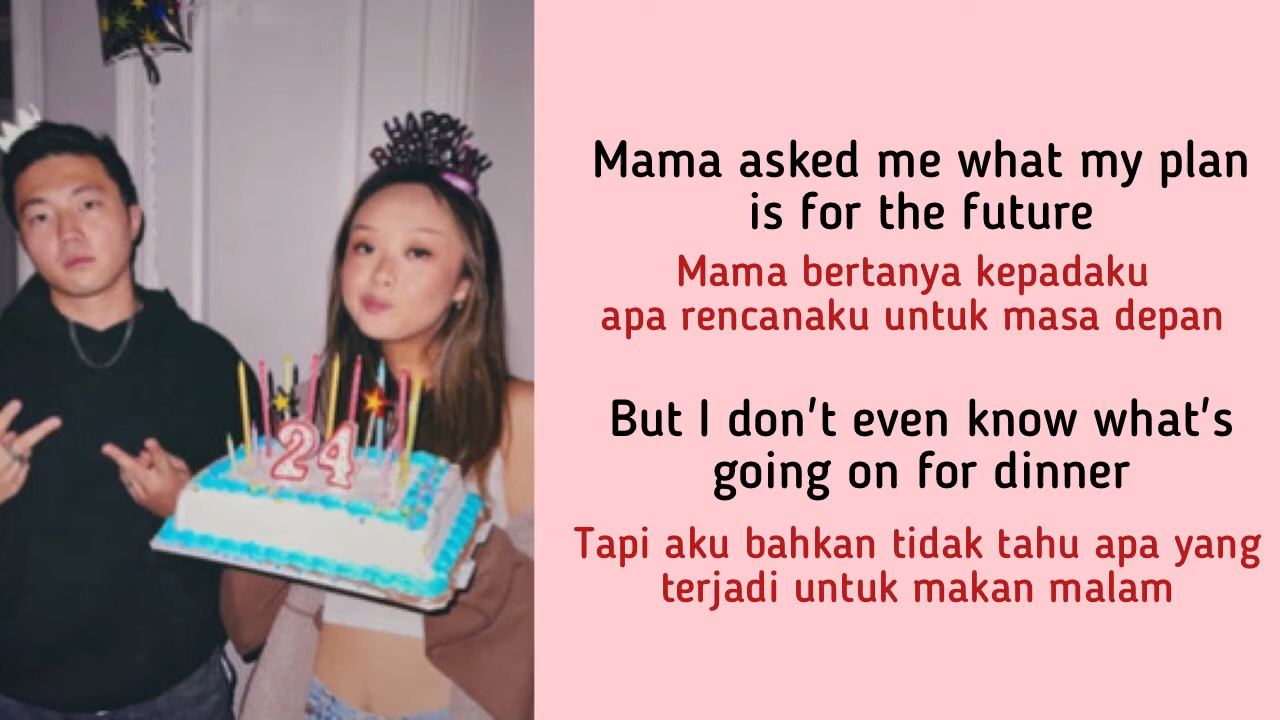 HAPPY
BIRTHDAY
24
Mama asked me what my plan
is for the future
Mama bertanya kepadaku
apa rencanaku untuk masa depan
But I don't even know what's
going on for dinner
Tapi aku bahkan tidak tahu apa yang
terjadi untuk makan malam